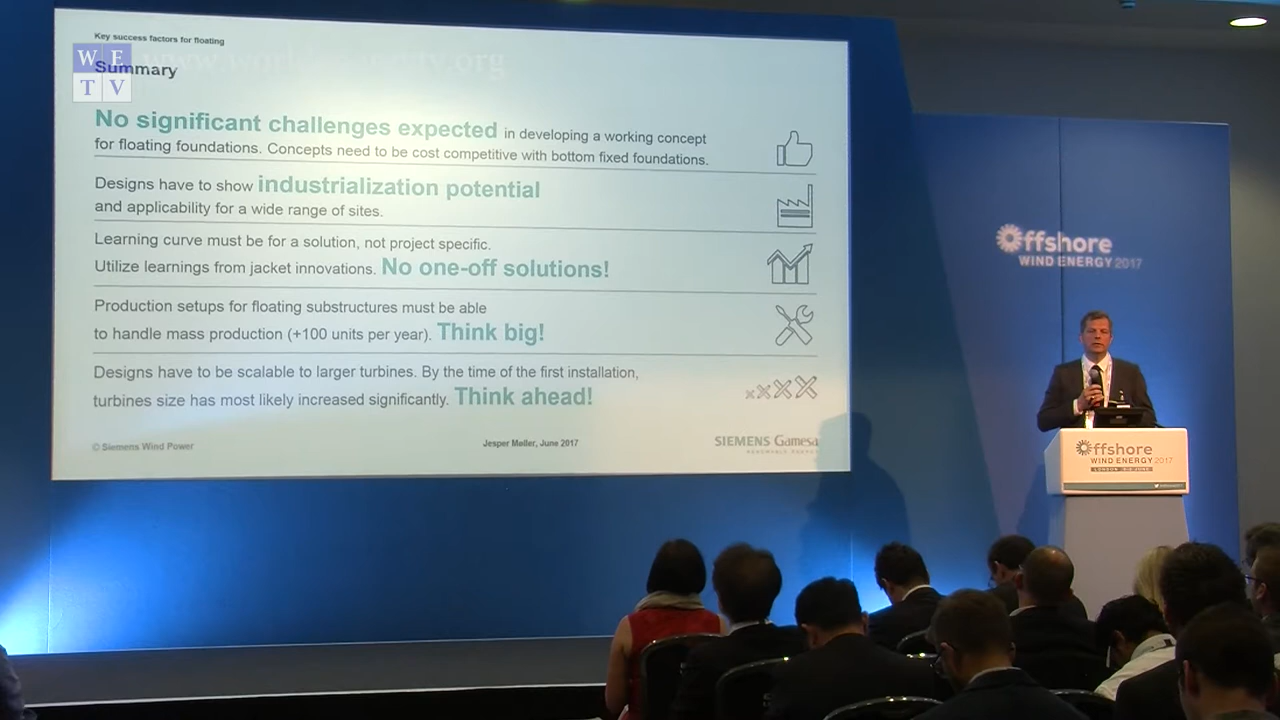 Key success factors for floating
W E
T V
www.world
Summary
No significant challenges expected in developing a working concept
for floating foundations. Concepts need to be cost competitive with bottom fixed foundations.
Designs have to show industrialization potential
and applicability for a wide range of sites.
Learning curve must be for a solution, not project specific.
Utilize learnings from jacket innovations. No one-off solutions!
Production setups for floating substructures must be able
to handle mass production (+100 units per year). Think big!
Designs have to be scalable to larger turbines. By the time of the first installation,
turbines size has most likely increased significantly. Think ahead!
© Siemens Wind Power
Jesper Møller, June 2017
SIEMENS Gamesa
RENEWABLE ENERGY
Offshore
WIND ENERGY 2017
Offshore
WIND ENERGY 2017